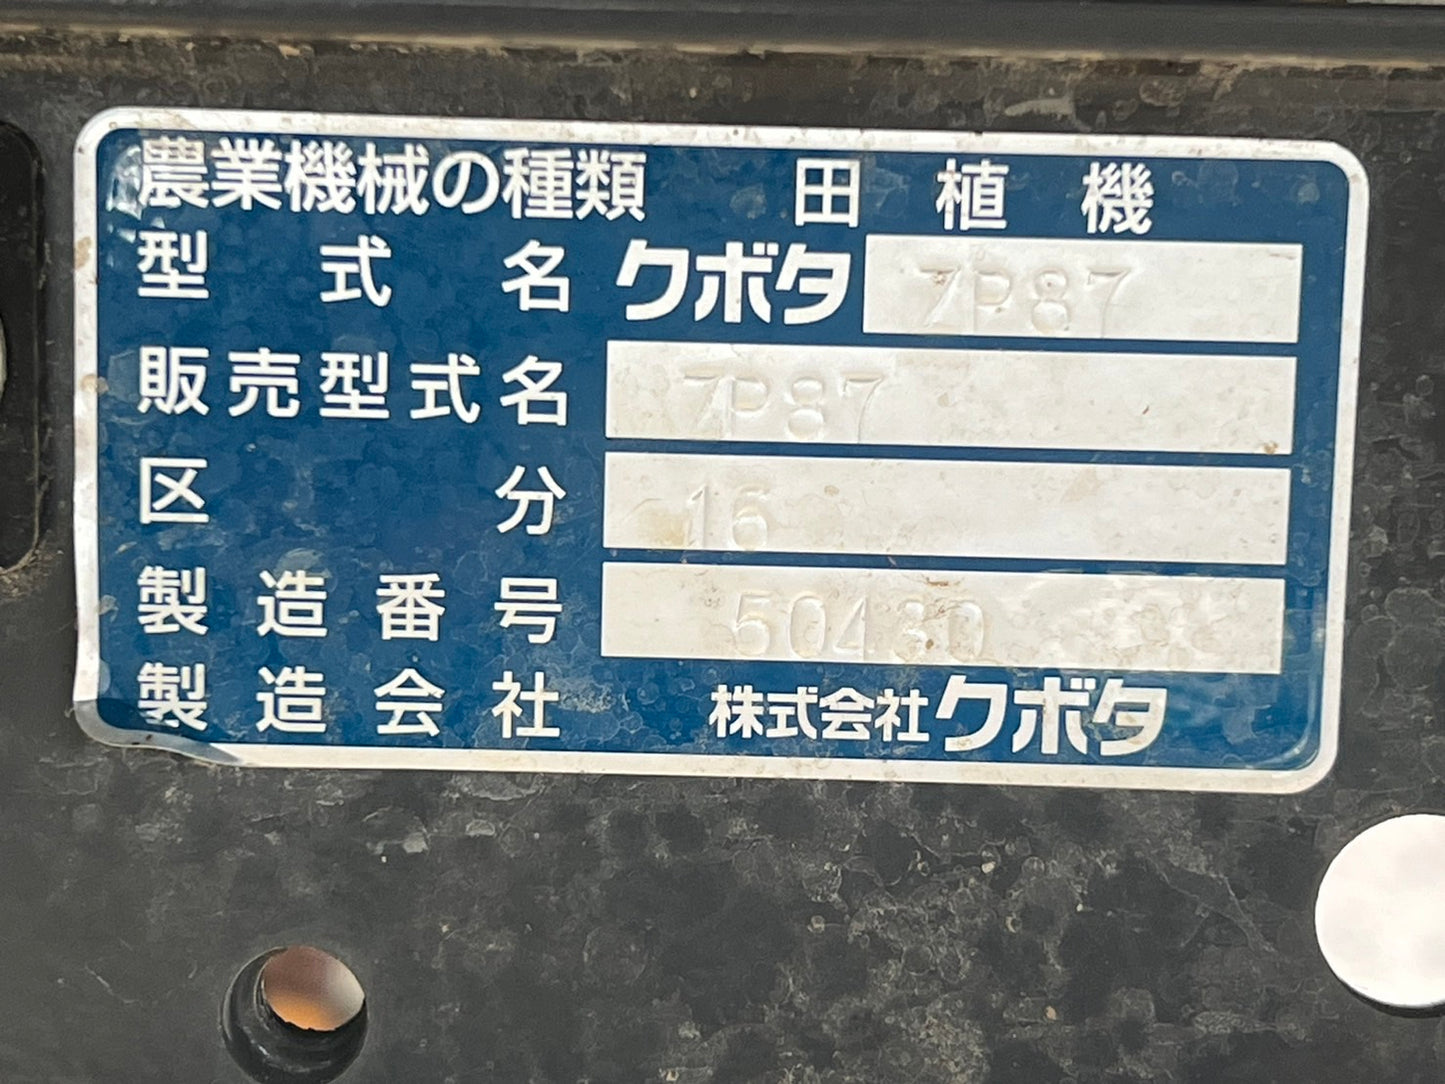 農業機械の種類 田植機
型式名 クボタ ZP87
販売型式名 ZP87
区分 16
製造番号 50430
製造会社 株式会社クボタ